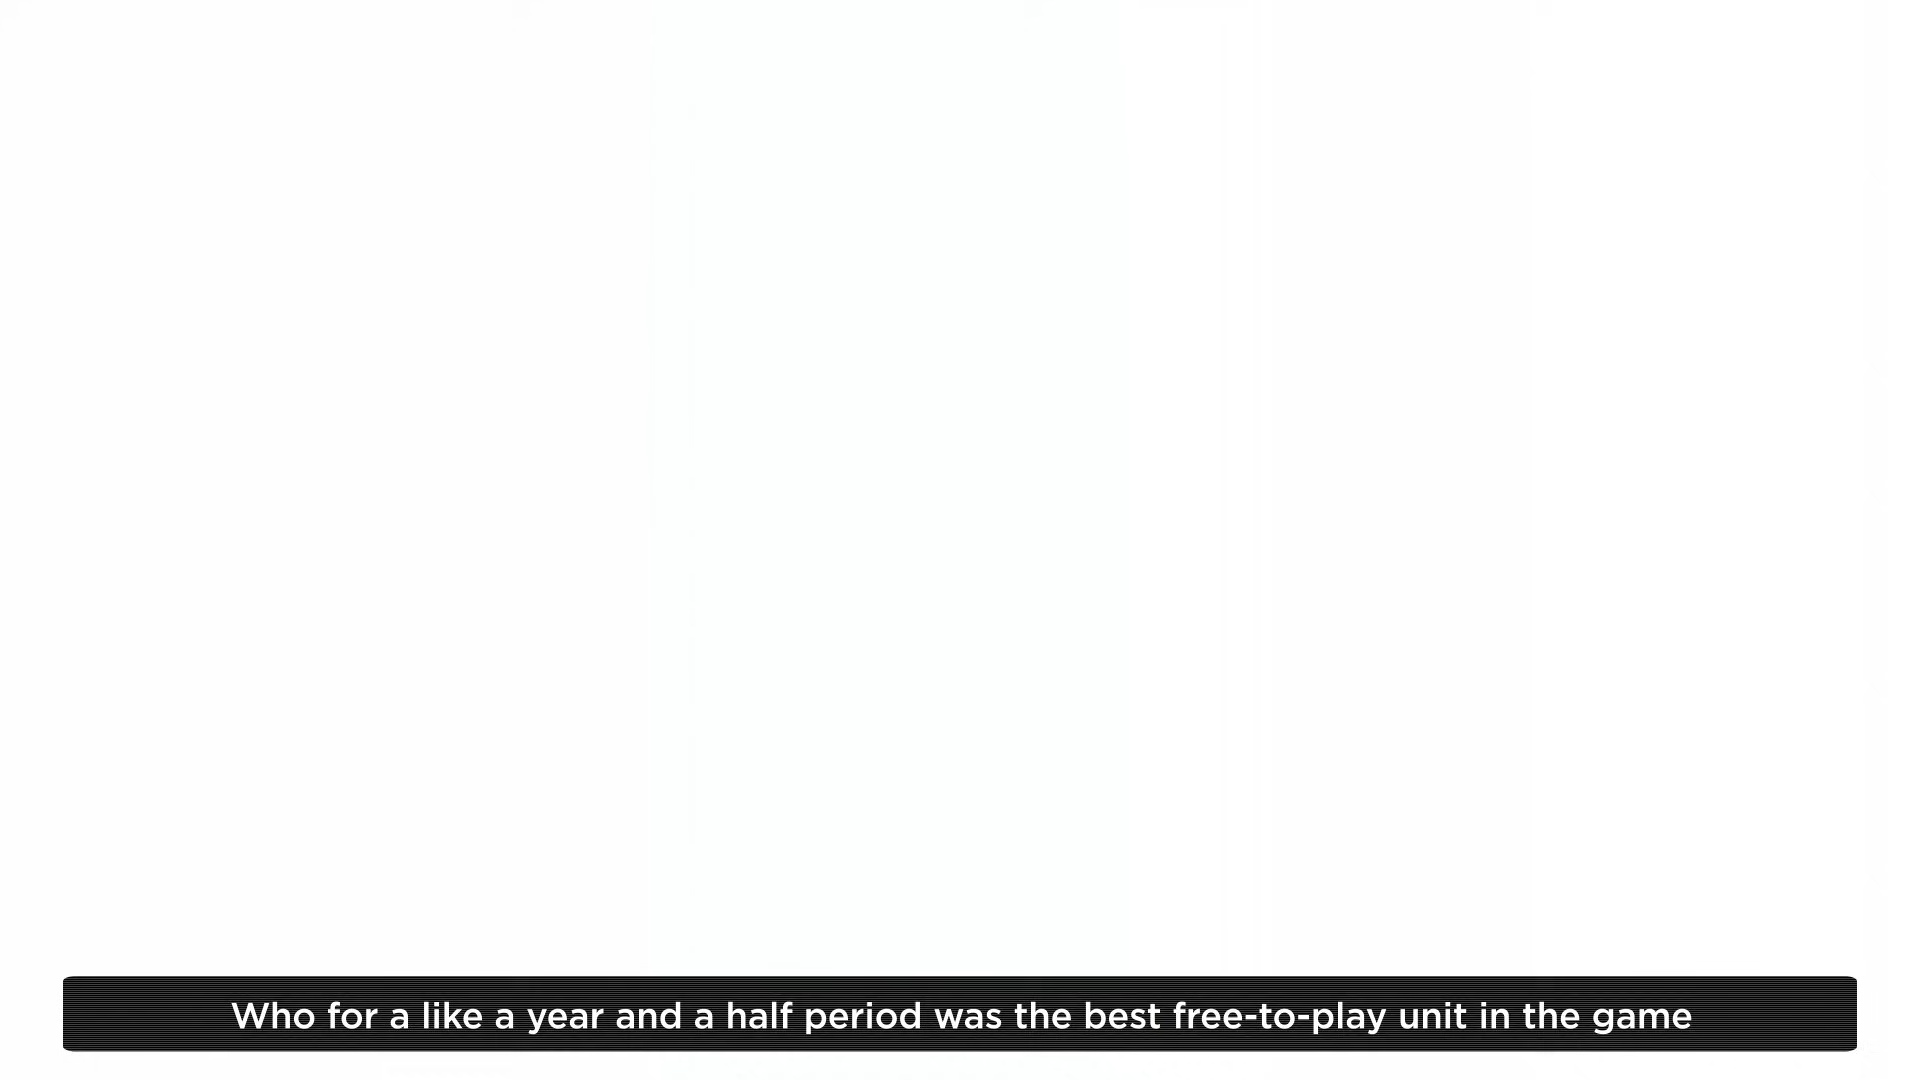 Who for a like a year and a half period was the best free-to-play unit in the game